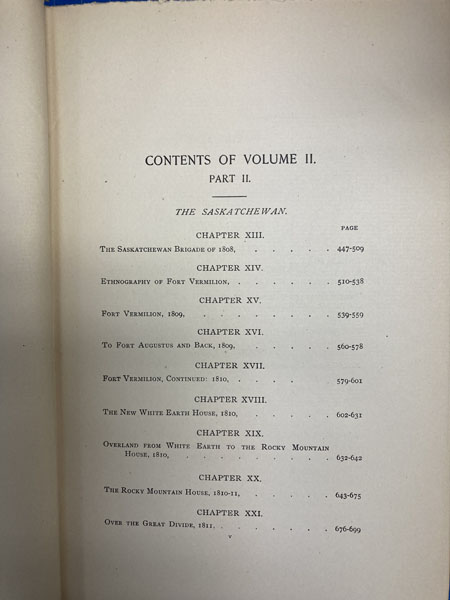 CONTENTS OF VOLUME II.
PART II.
THE SASKATCHEWAN.
PAGE
CHAPTER XIII.
The Saskatchewan Brigade of 1808, . . . . . 447-509
CHAPTER XIV.
Ethnography of Fort Vermilion, . . . . . . 510-538
CHAPTER XV.
Fort Vermilion, 1809, . . . . . . . . 539-559
CHAPTER XVI.
To Fort Augustus and Back, 1809, . . . . . 560-578
CHAPTER XVII.
Fort Vermilion, Continued: 1810, . . . . 579-601
CHAPTER XVIII.
The New White Earth House, 1810, . . . . . 602-631
CHAPTER XIX.
Overland from White Earth to the Rocky Mountain
House, 1810, . . . . . . . . . 632-642
CHAPTER XX.
The Rocky Mountain House, 1810-11, . . . . . 643-675
CHAPTER XXI.
Over the Great Divide, 1811, . . . . . . 676-699
v